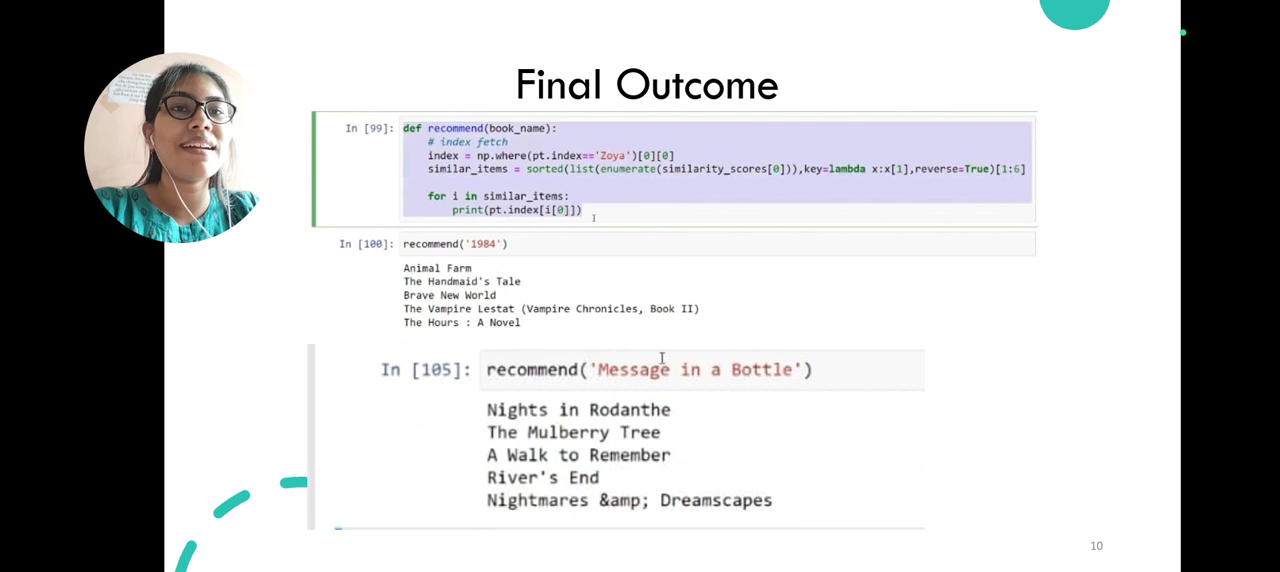 Final Outcome
In [99]: def recommend(book_name):
# index fetch
index = np.where(pt.index=='Zoya')[0][0]
similar_items = sorted(list(enumerate(similarity_scores[0])),key=lambda x:x[1],reverse=True)[1:6]
for i in similar_items:
print(pt.index[i[0]])
In [100]: recommend('1984')
Animal Farm
The Handmaid's Tale
Brave New World
The Vampire Lestat (Vampire Chronicles, Book II)
The Hours : A Novel
In [105]: recommend('Message in a Bottle')
Nights in Rodanthe
The Mulberry Tree
A Walk to Remember
River's End
Nightmares &amp; Dreamscapes
10